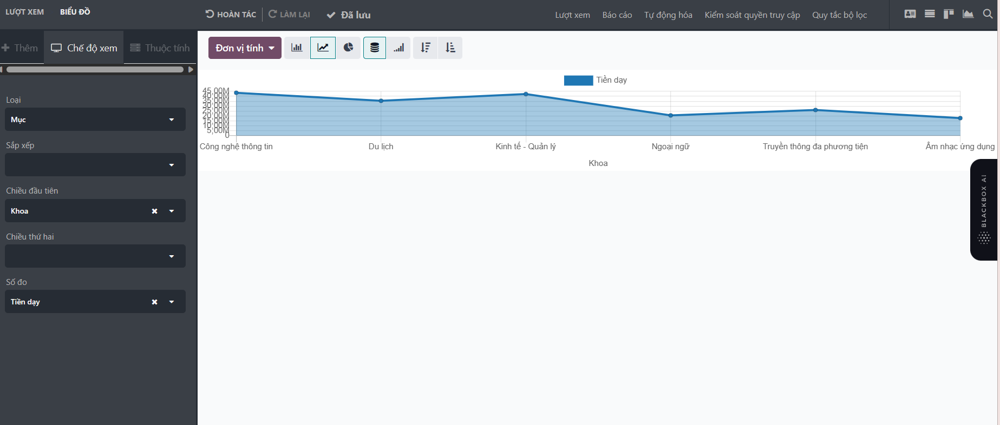 LƯỢT XEM BIỂU ĐỒ
HOÀN TÁC LÀM LẠI Đã lưu
Lượt xem Báo cáo Tự động hóa Kiểm soát quyền truy cập Quy tắc bộ lọc
Thêm Chế độ xem Thuộc tính
Loại
Mục
Sắp xếp
Chiều đầu tiên
Khoa
Chiều thứ hai
Số đo
Tiền dạy
Đơn vị tính
Tiền dạy
45,00M
40,00M
35,00M
30,00M
25,00M
20,00M
15,00M
10,00M
5,00M
0
Công nghệ thông tin Du lịch Kinh tế - Quản lý Ngoại ngữ Truyền thông đa phương tiện Âm nhạc ứng dụng
Khoa
BLACKBOX AI